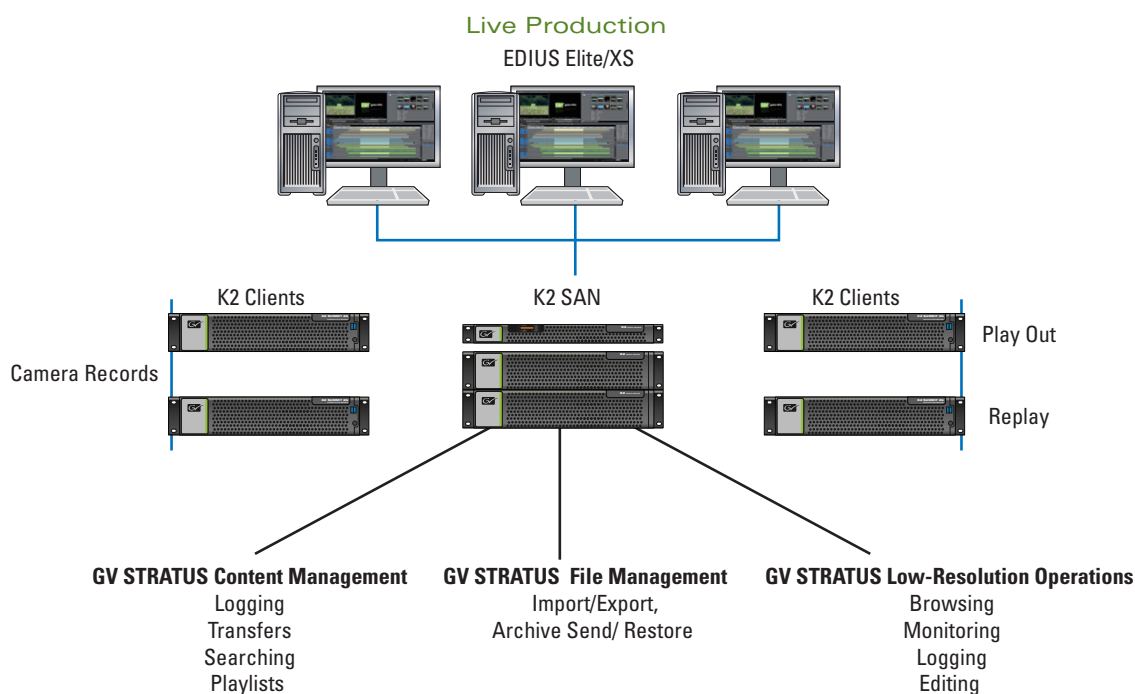 Live Production
EDIUS Elite/XS
K2 Clients
K2 SAN
K2 Clients
Camera Records
Play Out
Replay
GV STRATUS Content Management
Logging
Transfers
Searching
Playlists
GV STRATUS File Management
Import/Export,
Archive Send/ Restore
GV STRATUS Low-Resolution Operations
Browsing
Monitoring
Logging
Editing